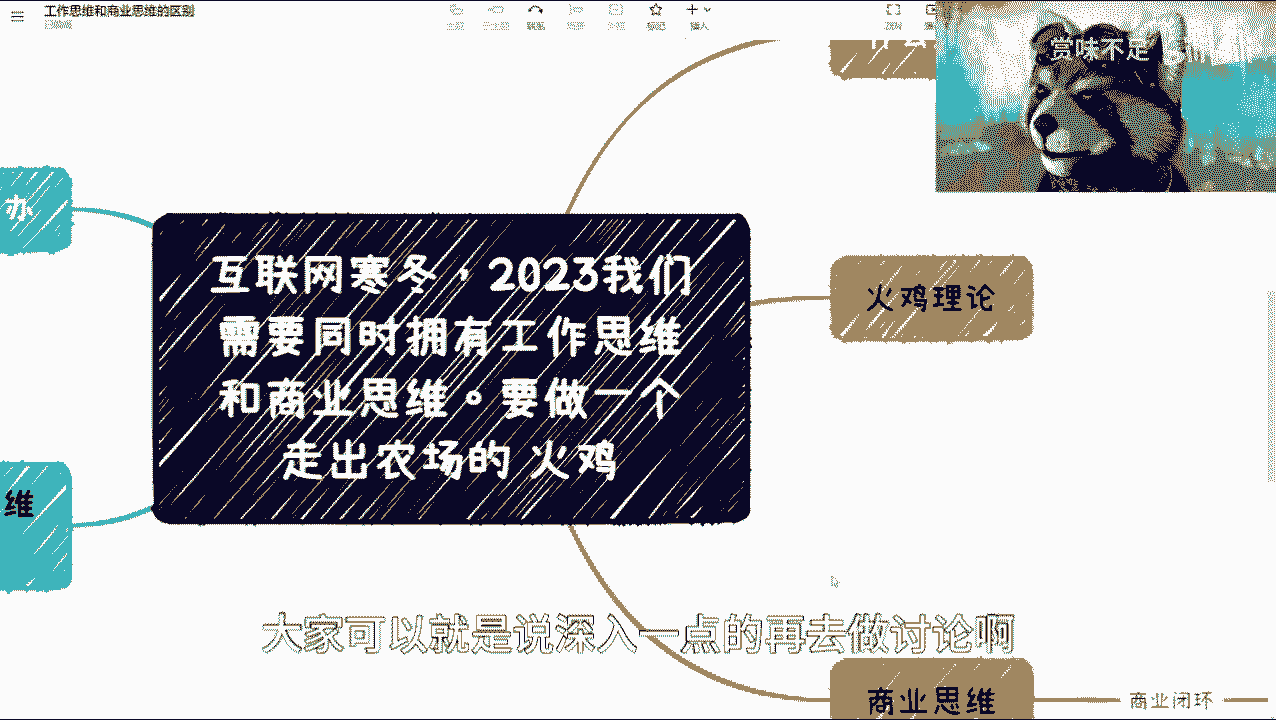 工作思维和商业思维的区别
赏味不足
办
互联网寒冬，2023我们
需要同时拥有工作思维
和商业思维。要做一个
走出农场的 火鸡
火鸡理论
维
大家可以就是说深入一点的再去做讨论啊
商业思维
商业闭环